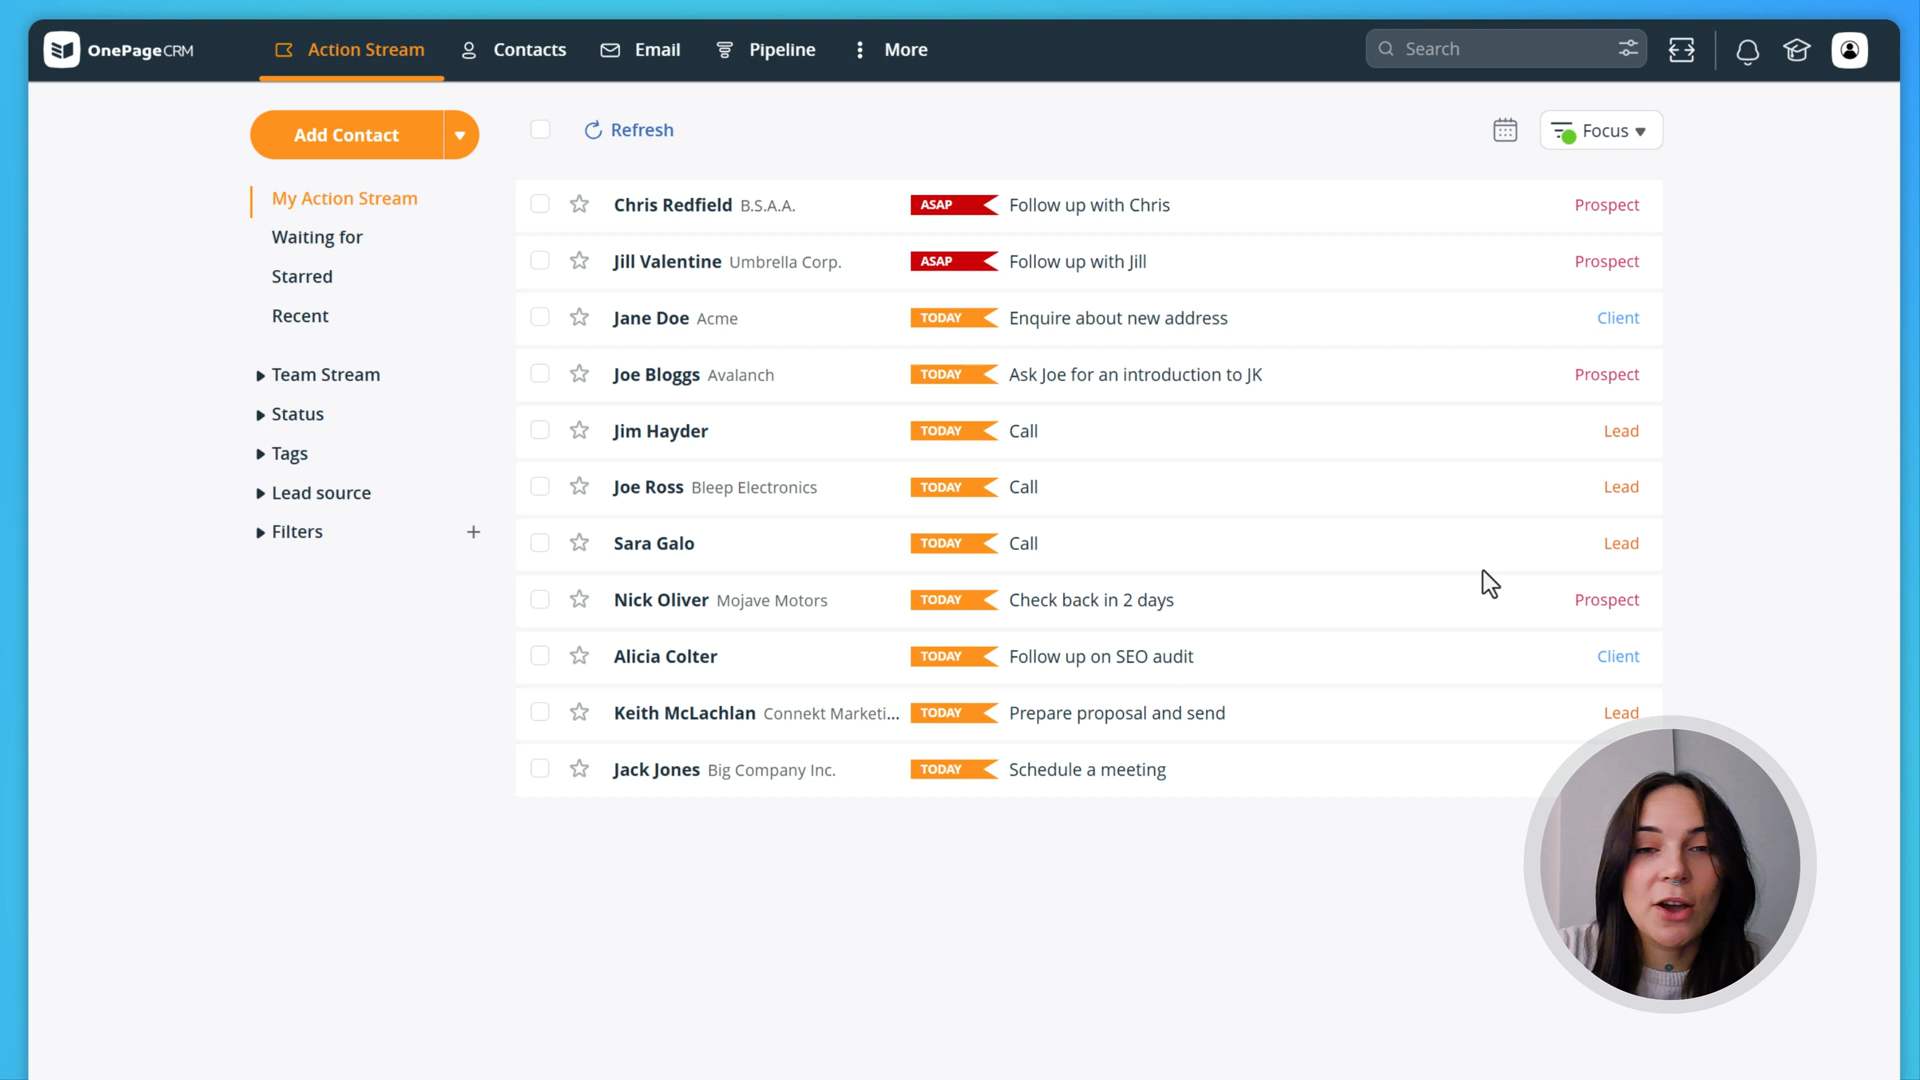 OnePageCRM Action Stream Contacts Email Pipeline More Search
Add Contact Refresh Focus
My Action Stream
Waiting for
Starred
Recent
Team Stream
Status
Tags
Lead source
Filters +
Chris Redfield B.S.A.A. ASAP Follow up with Chris Prospect
Jill Valentine Umbrella Corp. ASAP Follow up with Jill Prospect
Jane Doe Acme TODAY Enquire about new address Client
Joe Bloggs Avalanch TODAY Ask Joe for an introduction to JK Prospect
Jim Hayder TODAY Call Lead
Joe Ross Bleep Electronics TODAY Call Lead
Sara Galo TODAY Call Lead
Nick Oliver Mojave Motors TODAY Check back in 2 days Prospect
Alicia Colter TODAY Follow up on SEO audit Client
Keith McLachlan Connekt Marketi... TODAY Prepare proposal and send Lead
Jack Jones Big Company Inc. TODAY Schedule a meeting